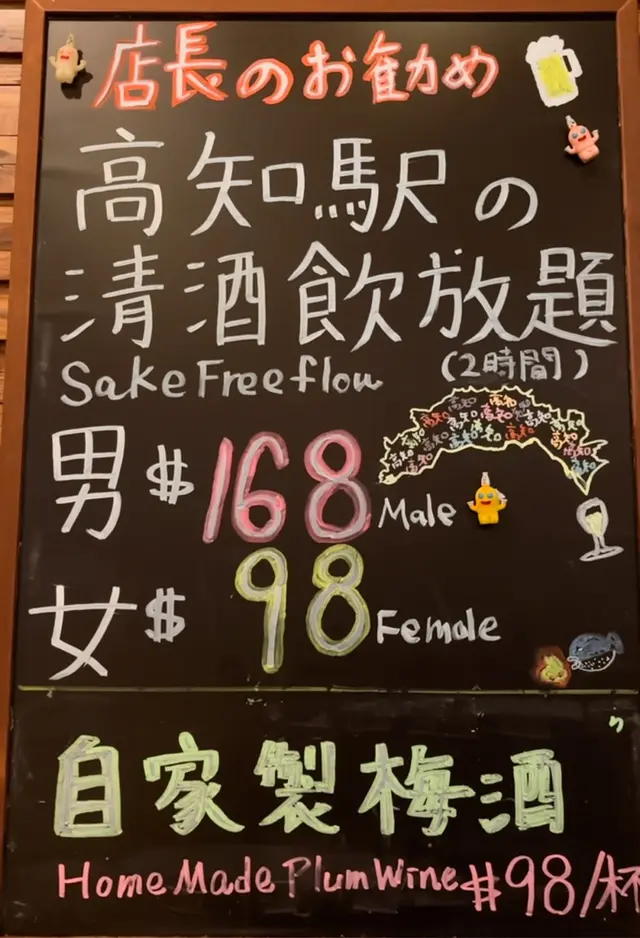 店長のお勧め
高知駅の
清酒飲放題
Sake Free flow (2時間)
男 $168 Male
女 $98 Female
自家製梅酒
Home Made Plum Wine $98/杯